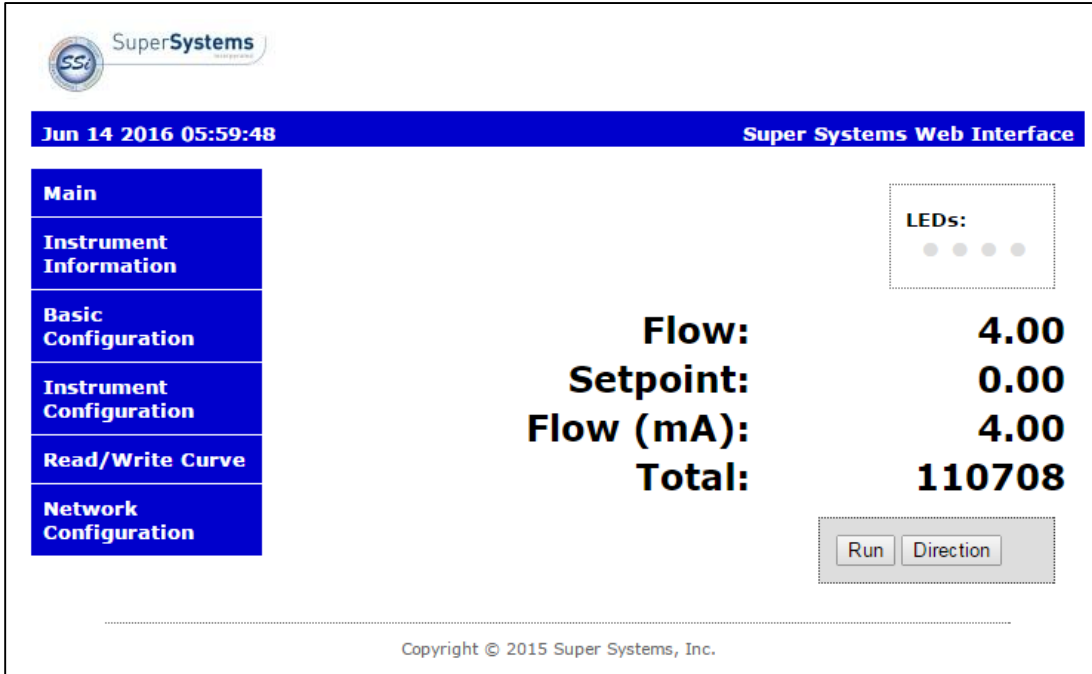 SuperSystems
SSi
Jun 14 2016 05:59:48 Super Systems Web Interface
Main
Instrument
Information
Basic
Configuration
Instrument
Configuration
Read/Write Curve
Network
Configuration
LEDs:
Flow: 4.00
Setpoint: 0.00
Flow (mA): 4.00
Total: 110708
Run Direction
Copyright © 2015 Super Systems, Inc.